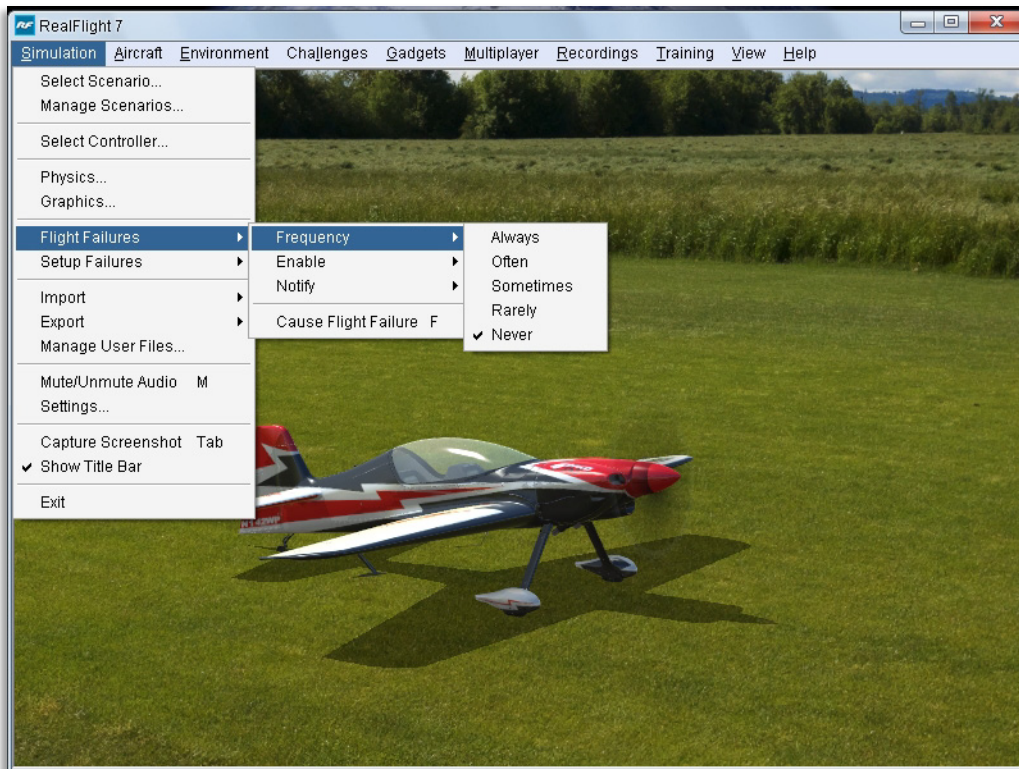 RF RealFlight 7
Simulation Aircraft Environment Challenges Gadgets Multiplayer Recordings Training View Help
Select Scenario...
Manage Scenarios...
Select Controller...
Physics...
Graphics...
Flight Failures
Setup Failures
Import
Export
Manage User Files...
Mute/Unmute Audio M
Settings...
Capture Screenshot Tab
Show Title Bar
Exit
Frequency
Enable
Notify
Cause Flight Failure F
Always
Often
Sometimes
Rarely
Never